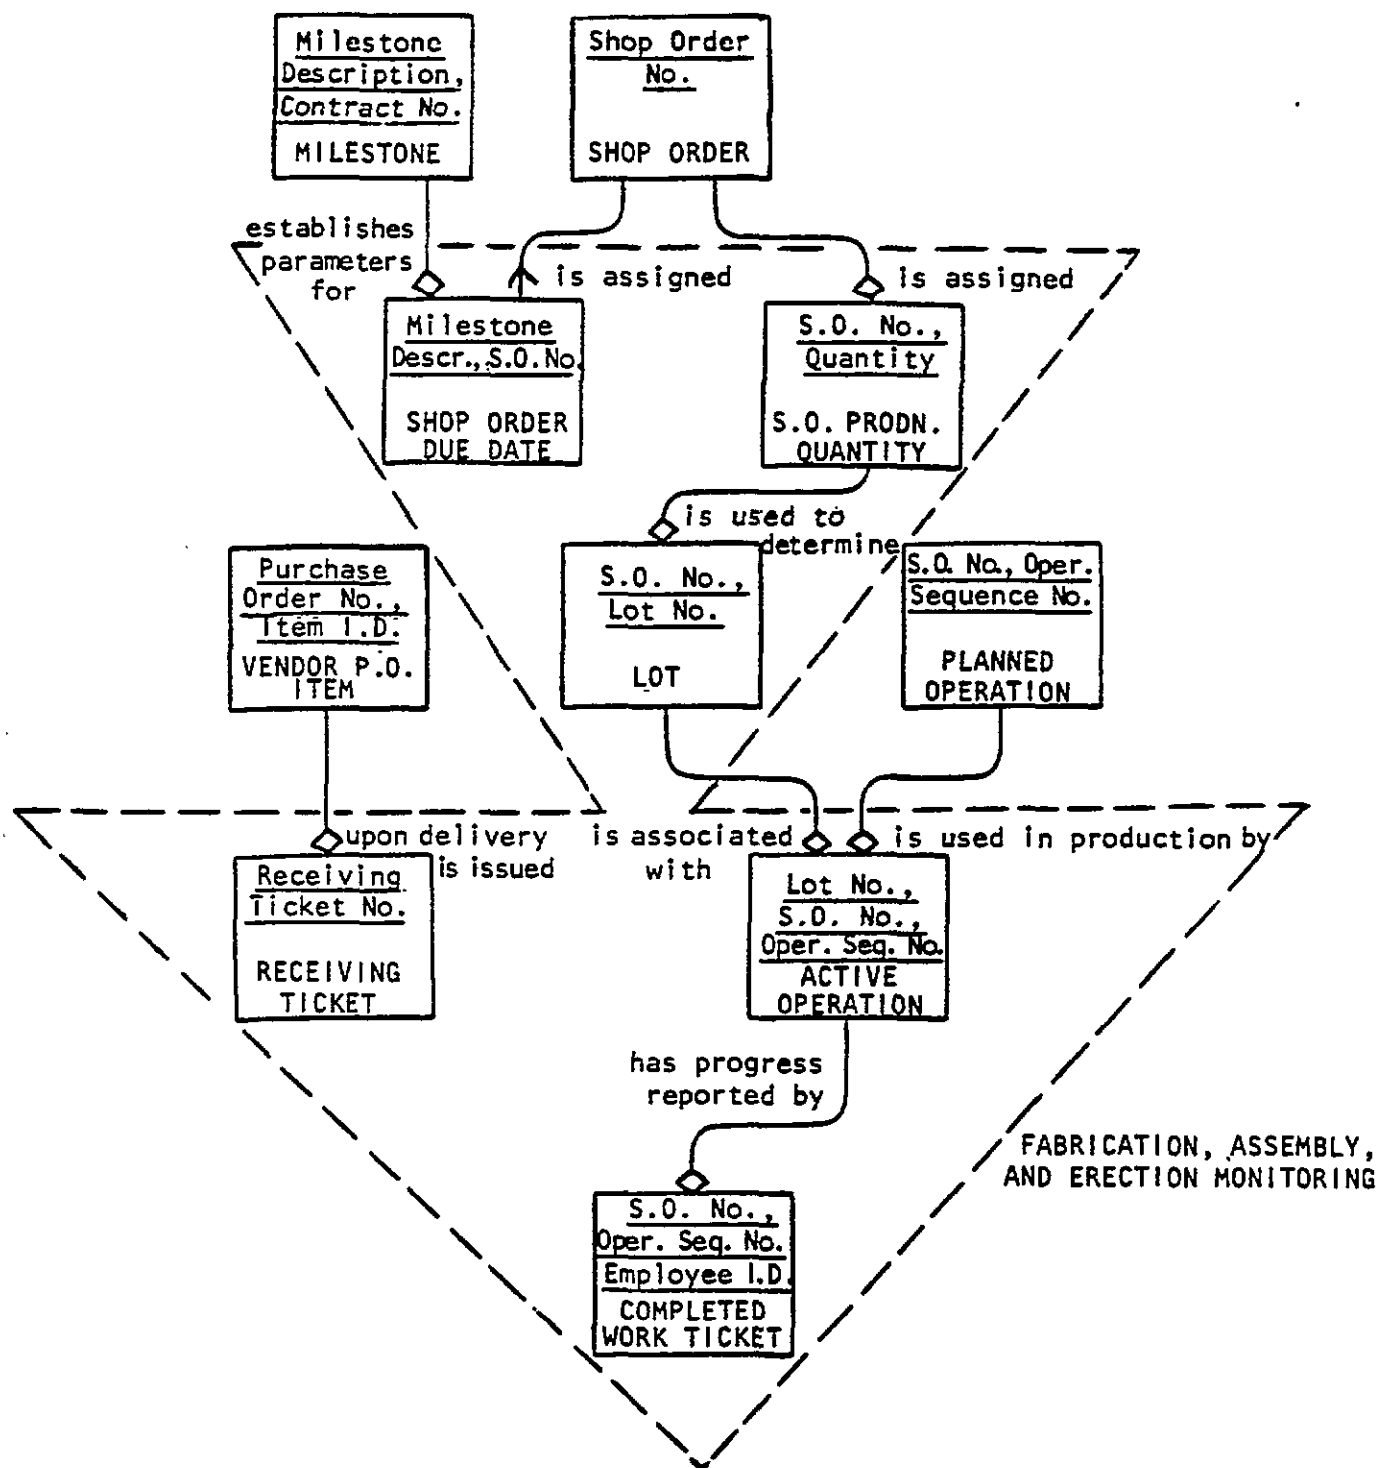 Milestone
Description,
Contract No.
MILESTONE
Shop Order
No.
SHOP ORDER
establishes
parameters
for
is assigned
is assigned
Milestone
Descr., S.O. No.
SHOP ORDER
DUE DATE
S.O. No.,
Quantity
S.O. PRODN.
QUANTITY
is used to
determine
Purchase
Order No.,
Item I.D.
VENDOR P.O.
ITEM
S.O. No.,
Lot No.
LOT
S.O. No., Oper.
Sequence No.
PLANNED
OPERATION
upon delivery
is issued
is associated
with
is used in production by
Receiving
Ticket No.
RECEIVING
TICKET
Lot No.,
S.O. No.,
Oper. Seq. No.
ACTIVE
OPERATION
has progress
reported by
FABRICATION, ASSEMBLY,
AND ERECTION MONITORING
S.O. No.,
Oper. Seq. No.
Employee I.D.
COMPLETED
WORK TICKET